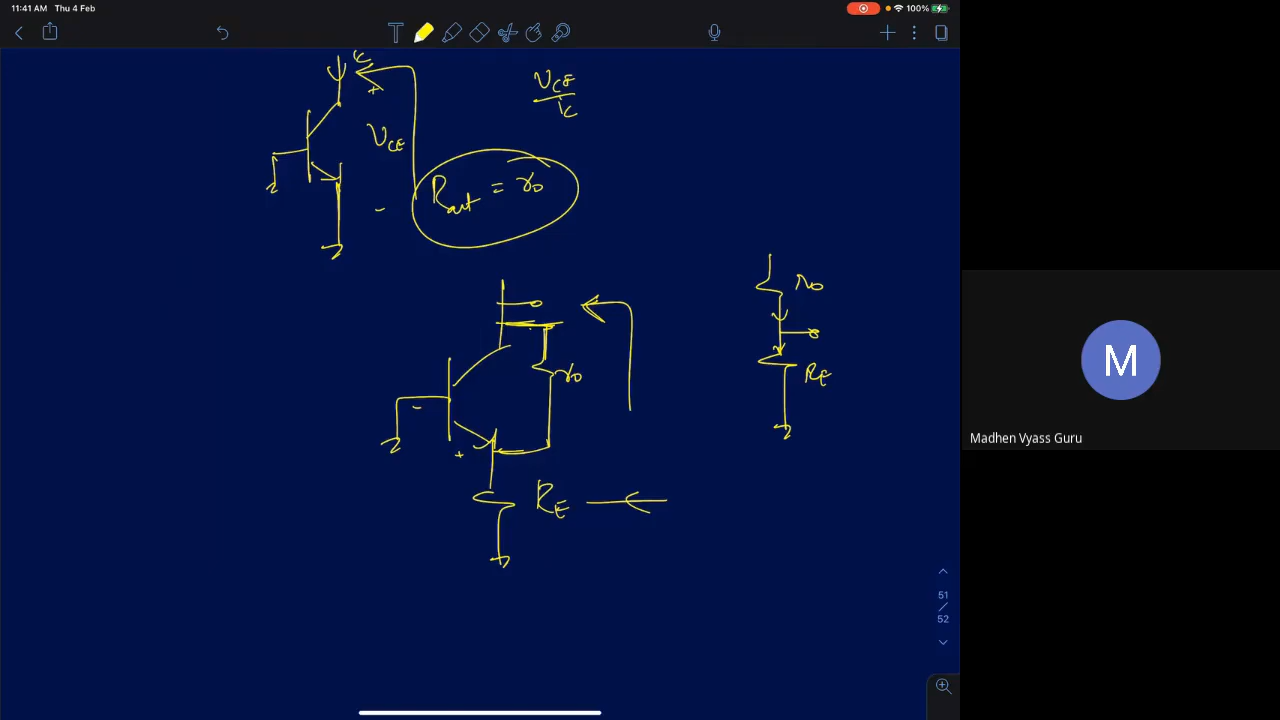 11:41 AM Thu 4 Feb
100%
T
ic
+
VCE
-
VCE
ic
Rout = ro
ro
-
+
RE
ro
RE
51
/
52
M
Madhen Vyass Guru